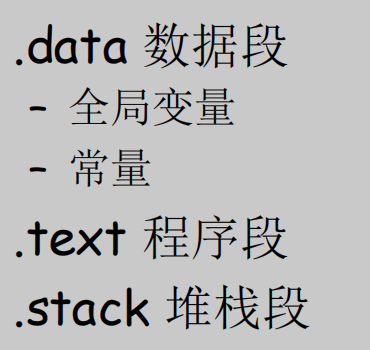 .data 数据段
- 全局变量
- 常量
.text 程序段
.stack 堆栈段